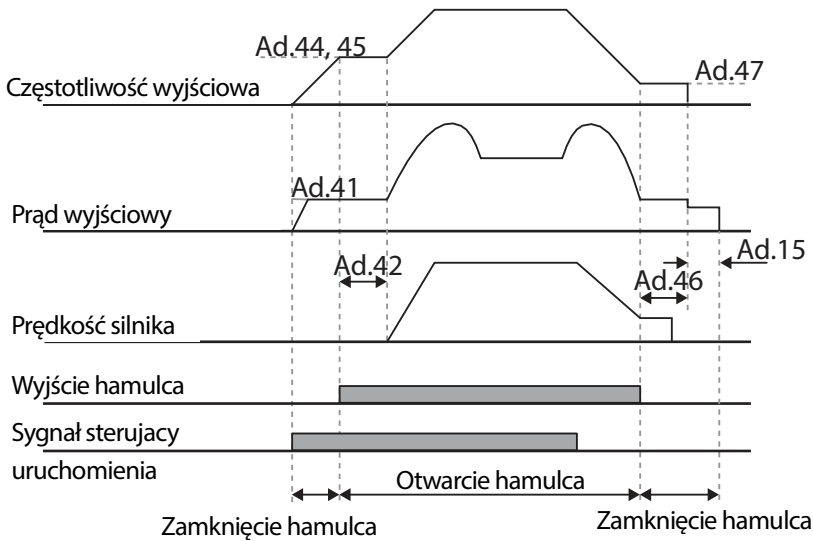 Ad.44, 45
Ad.47
Częstotliwość wyjściowa
Ad.41
Prąd wyjściowy
Ad.15
Ad.42
Ad.46
Prędkość silnika
Wyjście hamulca
Sygnał sterujacy
uruchomienia
Otwarcie hamulca
Zamknięcie hamulca
Zamknięcie hamulca